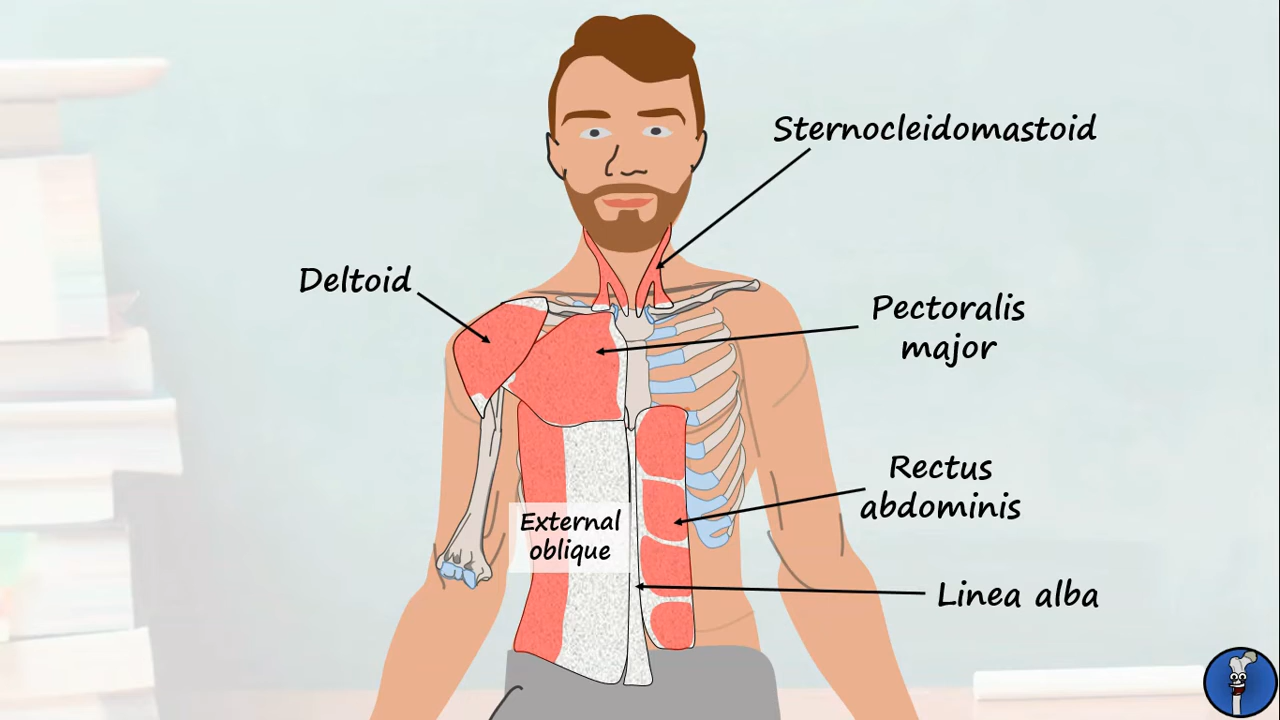 Sternocleidomastoid
Deltoid
Pectoralis
major
Rectus
abdominis
External
oblique
Linea alba